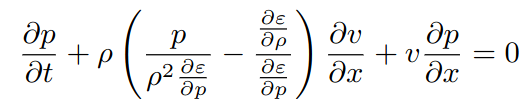 ∂p/∂t + ρ ( p/(ρ² ∂ε/∂p) − (∂ε/∂ρ)/(∂ε/∂p) ) ∂v/∂x + v ∂p/∂x = 0